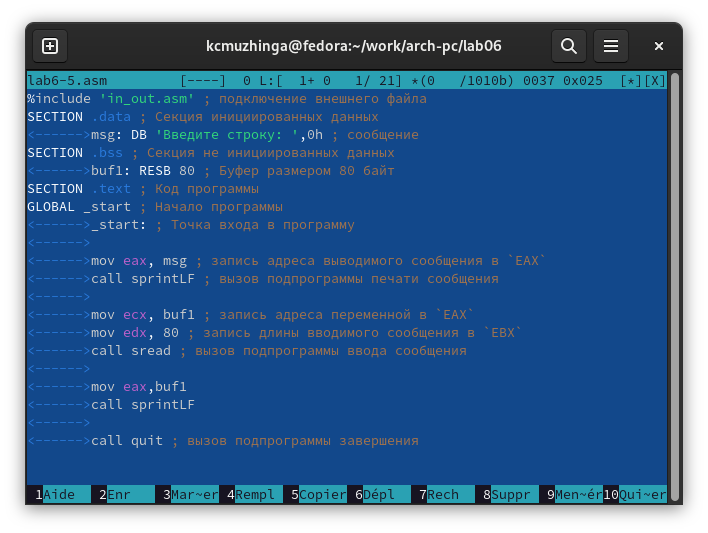 kcmuzhinga@fedora:~/work/arch-pc/lab06
lab6-5.asm [----] 0 L:[ 1+ 0 1/ 21] *(0 /1010b) 0037 0x025 [*][X]
%include 'in_out.asm' ; подключение внешнего файла
SECTION .data ; Секция инициированных данных
<------>msg: DB 'Введите строку: ',0h ; сообщение
SECTION .bss ; Секция не инициированных данных
<------>buf1: RESB 80 ; Буфер размером 80 байт
SECTION .text ; Код программы
GLOBAL _start ; Начало программы
<------>_start: ; Точка входа в программу
<------>
<------>mov eax, msg ; запись адреса выводимого сообщения в `EAX`
<------>call sprintLF ; вызов подпрограммы печати сообщения
<------>
<------>mov ecx, buf1 ; запись адреса переменной в `EAX`
<------>mov edx, 80 ; запись длины вводимого сообщения в `EBX`
<------>call sread ; вызов подпрограммы ввода сообщения
<------>
<------>mov eax,buf1
<------>call sprintLF
<------>
<------>call quit ; вызов подпрограммы завершения
1Aide 2Enr 3Mar~er 4Rempl 5Copier 6Dépl 7Rech 8Suppr 9Men~ér 10Qui~er